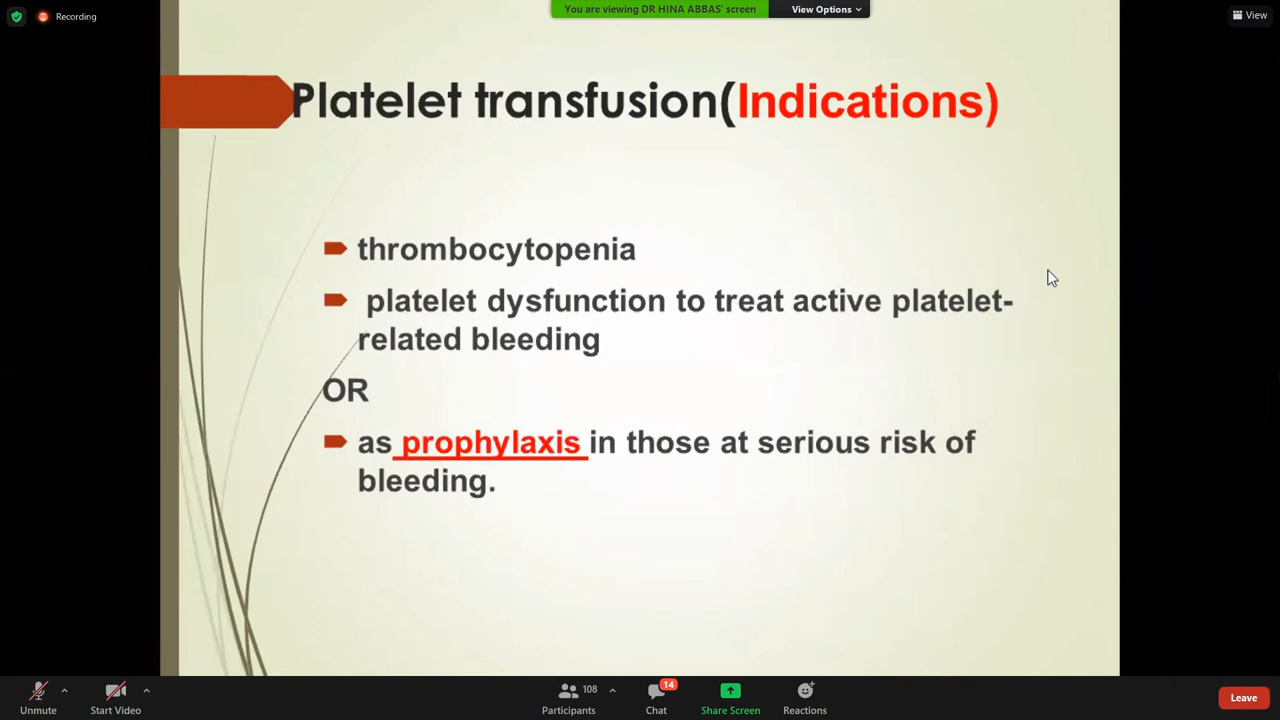 Recording
You are viewing DR HINA ABBAS' screen
View Options
View
Platelet transfusion(Indications)
thrombocytopenia
platelet dysfunction to treat active platelet-
related bleeding
OR
as prophylaxis in those at serious risk of
bleeding.
Unmute
Start Video
108
Participants
14
Chat
Share Screen
Reactions
Leave